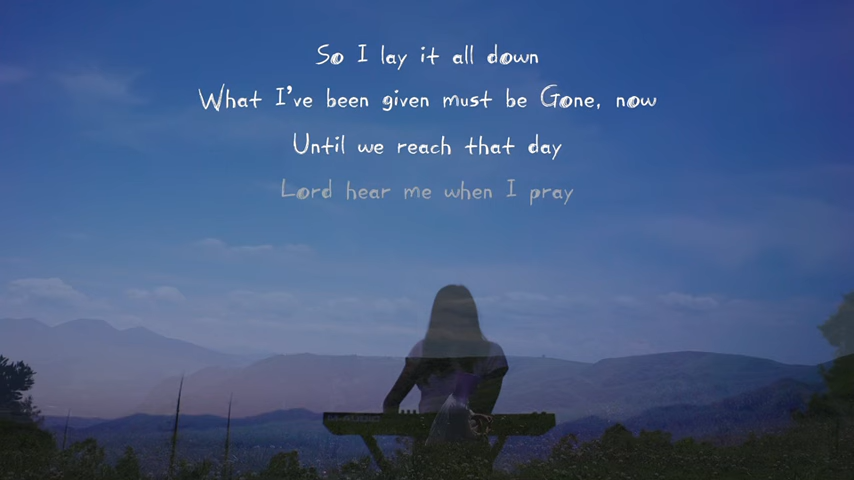 So I lay it all down
What I've been given must be Gone, now
Until we reach that day
Lord hear me when I pray